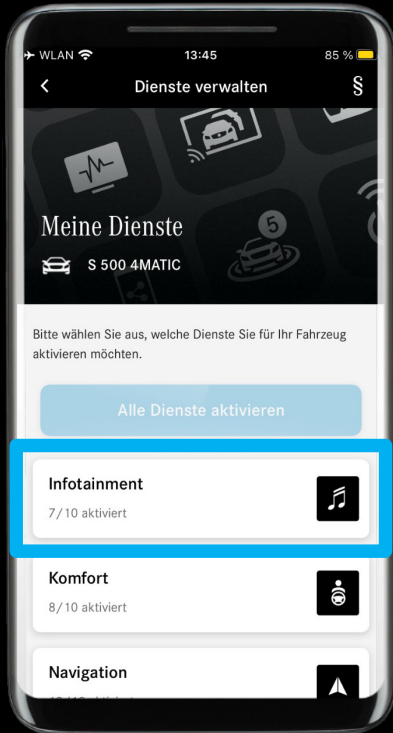 WLAN 13:45 85 %
Dienste verwalten §
5
Meine Dienste
S 500 4MATIC
Bitte wählen Sie aus, welche Dienste Sie für Ihr Fahrzeug
aktivieren möchten.
Alle Dienste aktivieren
Infotainment
7/10 aktiviert
Komfort
8/10 aktiviert
Navigation